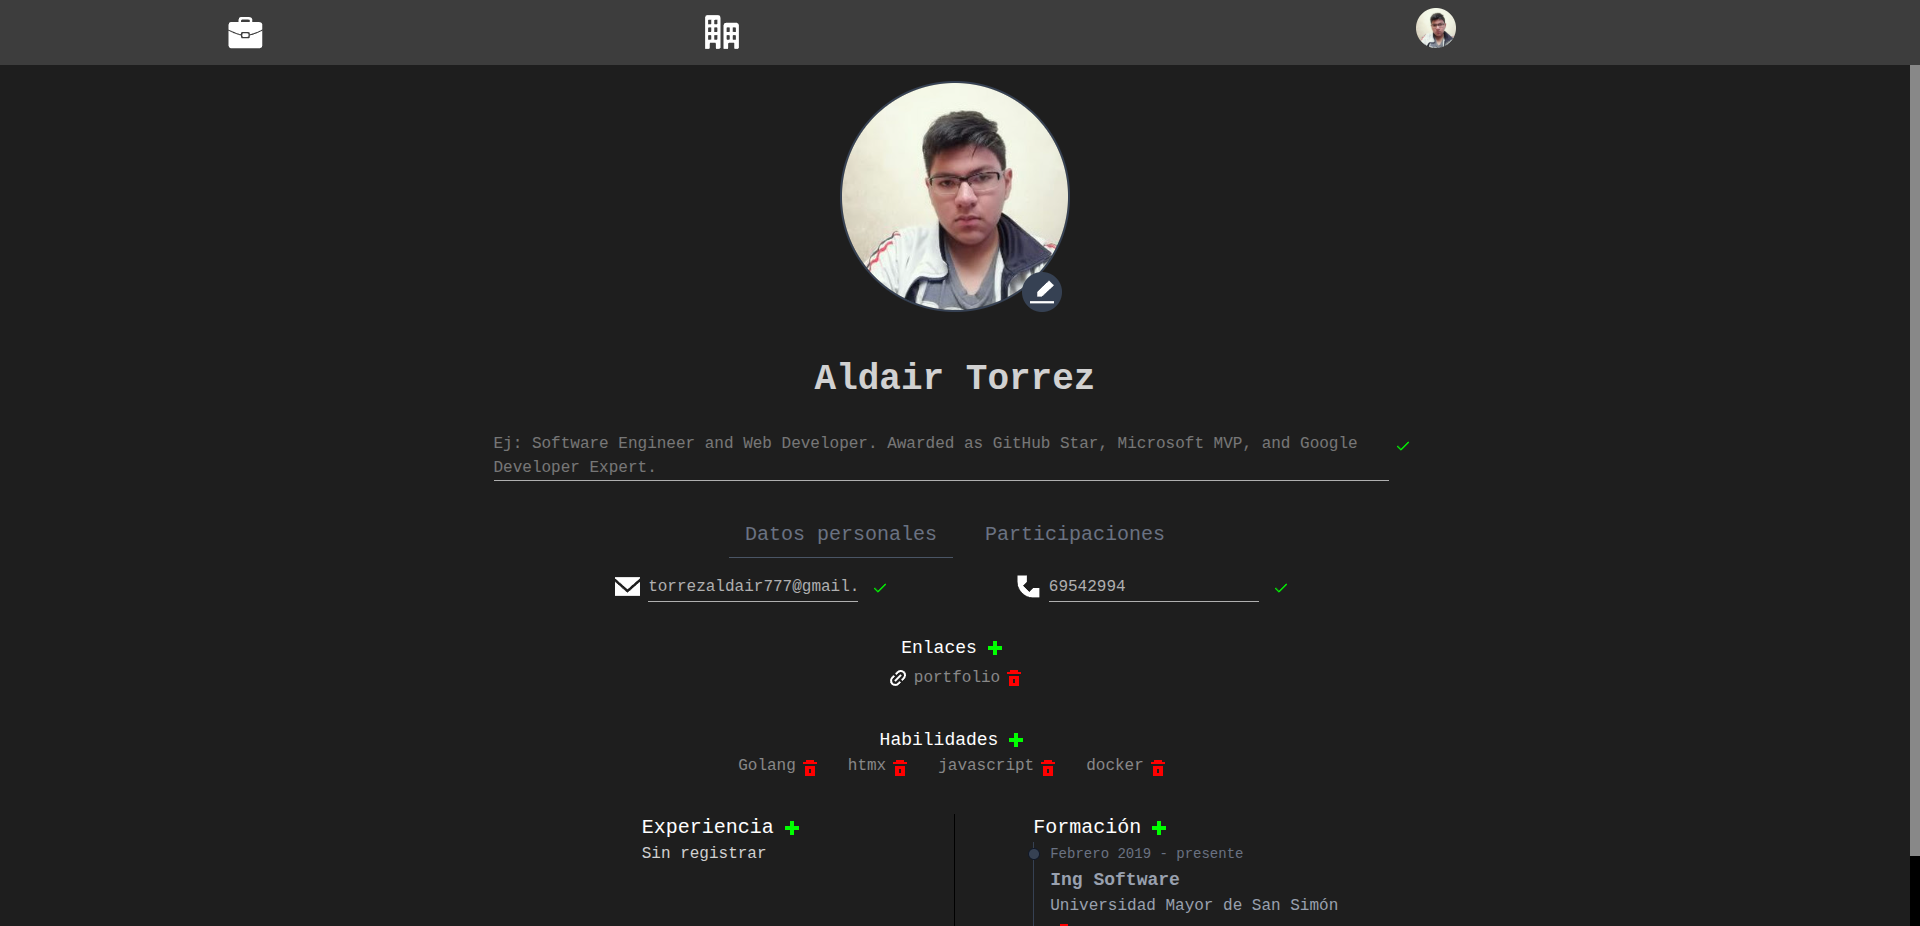 Aldair Torrez
Ej: Software Engineer and Web Developer. Awarded as GitHub Star, Microsoft MVP, and Google
Developer Expert.
Datos personales Participaciones
torrezaldair777@gmail. 69542994
Enlaces
portfolio
Habilidades
Golang htmx javascript docker
Experiencia
Sin registrar
Formación
Febrero 2019 - presente
Ing Software
Universidad Mayor de San Simón